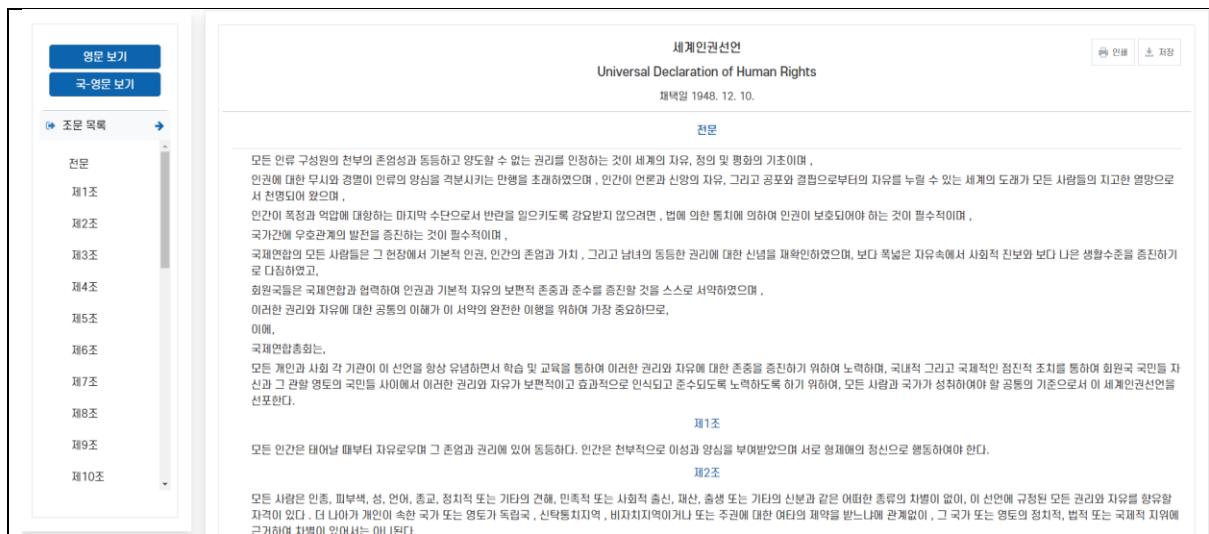 영문 보기
국-영문 보기
조문 목록
전문
제1조
제2조
제3조
제4조
제5조
제6조
제7조
제8조
제9조
제10조
세계인권선언
인쇄
저장
Universal Declaration of Human Rights
채택일 1948. 12. 10.
전문
모든 인류 구성원의 천부의 존엄성과 동등하고 양도할 수 없는 권리를 인정하는 것이 세계의 자유, 정의 및 평화의 기초이며 ,
인권에 대한 무시와 경멸이 인류의 양심을 격분시키는 만행을 초래하였으며 , 인간이 언론과 신앙의 자유, 그리고 공포와 결핍으로부터의 자유를 누릴 수 있는 세계의 도래가 모든 사람들의 지고한 열망으로
서 천명되어 왔으며 ,
인간이 폭정과 억압에 대항하는 마지막 수단으로서 반란을 일으키도록 강요받지 않으려면 , 법에 의한 통치에 의하여 인권이 보호되어야 하는 것이 필수적이며 ,
국가간에 우호관계의 발전을 증진하는 것이 필수적이며 ,
국제연합의 모든 사람들은 그 헌장에서 기본적 인권, 인간의 존엄과 가치 , 그리고 남녀의 동등한 권리에 대한 신념을 재확인하였으며, 보다 폭넓은 자유속에서 사회적 진보와 보다 나은 생활수준을 증진하기
로 다짐하였고,
회원국들은 국제연합과 협력하여 인권과 기본적 자유의 보편적 존중과 준수를 증진할 것을 스스로 서약하였으며 ,
이러한 권리와 자유에 대한 공통의 이해가 이 서약의 완전한 이행을 위하여 가장 중요하므로,
이에,
국제연합총회는,
모든 개인과 사회 각 기관이 이 선언을 항상 유념하면서 학습 및 교육을 통하여 이러한 권리와 자유에 대한 존중을 증진하기 위하여 노력하며, 국내적 그리고 국제적인 점진적 조치를 통하여 회원국 국민들 자
신과 그 관할 영토의 국민들 사이에서 이러한 권리와 자유가 보편적이고 효과적으로 인식되고 준수되도록 노력하도록 하기 위하여, 모든 사람과 국가가 성취하여야 할 공통의 기준으로서 이 세계인권선언을
선포한다.
제1조
모든 인간은 태어날 때부터 자유로우며 그 존엄과 권리에 있어 동등하다. 인간은 천부적으로 이성과 양심을 부여받았으며 서로 형제애의 정신으로 행동하여야 한다.
제2조
모든 사람은 인종, 피부색, 성, 언어, 종교, 정치적 또는 기타의 견해, 민족적 또는 사회적 출신, 재산, 출생 또는 기타의 신분과 같은 어떠한 종류의 차별이 없이, 이 선언에 규정된 모든 권리와 자유를 향유할
자격이 있다 . 더 나아가 개인이 속한 국가 또는 영토가 독립국 , 신탁통치지역 , 비자치지역이거나 또는 주권에 대한 여타의 제약을 받느냐에 관계없이 , 그 국가 또는 영토의 정치적, 법적 또는 국제적 지위에
근거하여 차별이 있어서는 아니된다